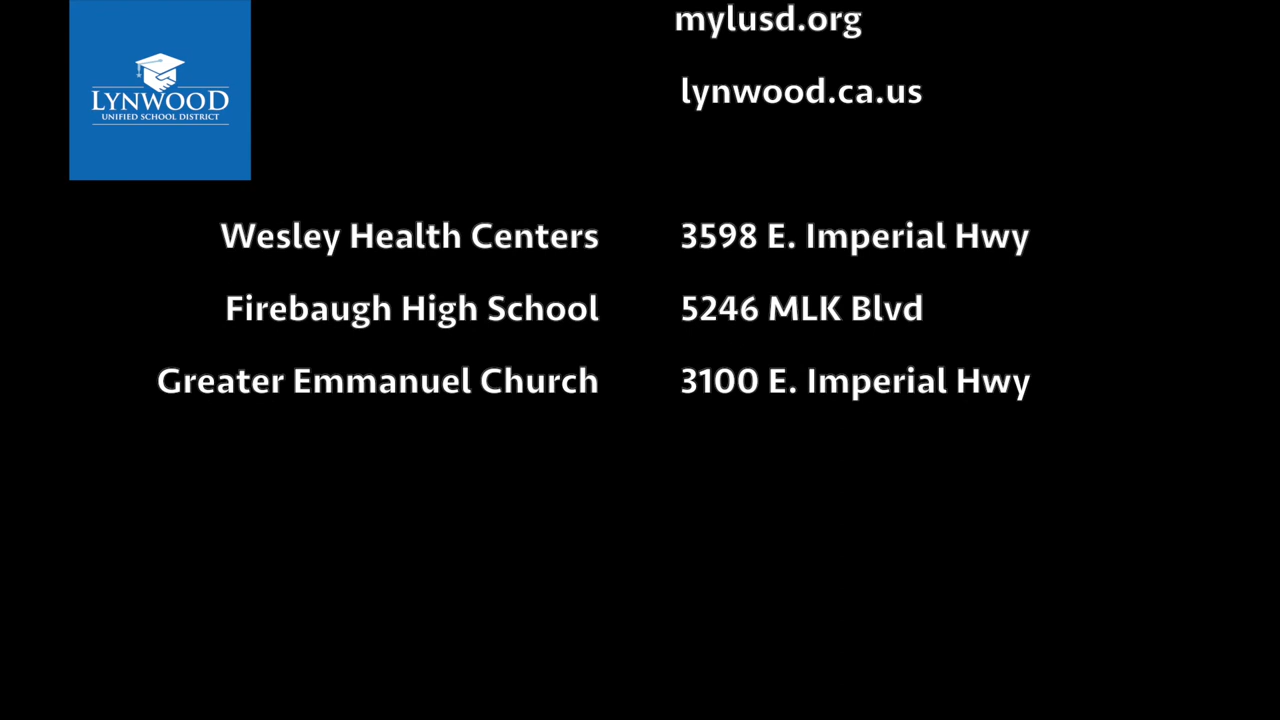 mylusd.org
LYNWOOD
UNIFIED SCHOOL DISTRICT
lynwood.ca.us
Wesley Health Centers 3598 E. Imperial Hwy
Firebaugh High School 5246 MLK Blvd
Greater Emmanuel Church 3100 E. Imperial Hwy